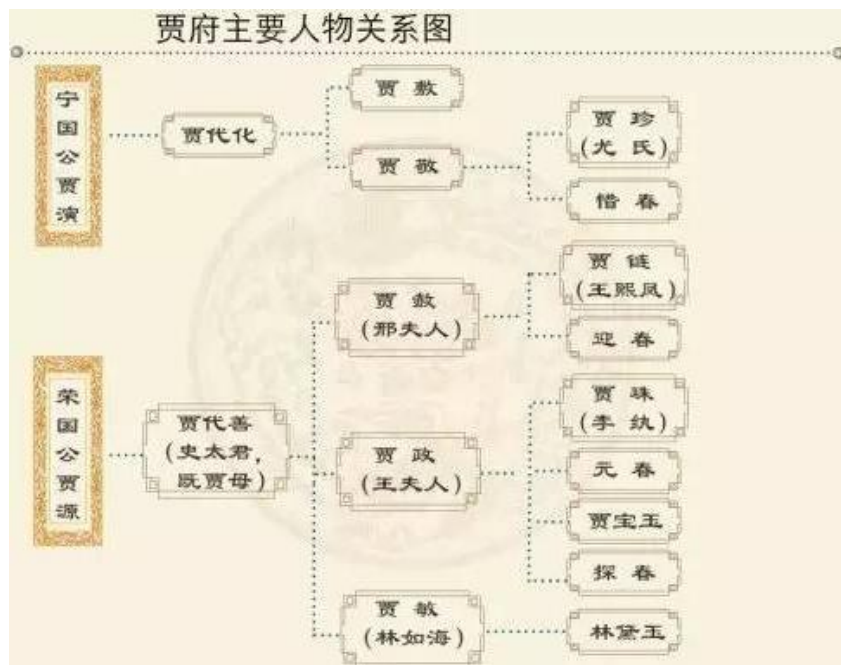 贾府主要人物关系图
宁国公贾演
贾代化
贾 敷
贾 敬
贾 珍
(尤 氏)
惜 春
荣国公贾源
贾代善
(史太君,
既贾母)
贾 赦
(邢夫人)
贾 链
(王熙凤)
迎 春
贾 政
(王夫人)
贾 珠
(李 纨)
元 春
贾宝玉
探 春
贾 敏
(林如海)
林黛玉